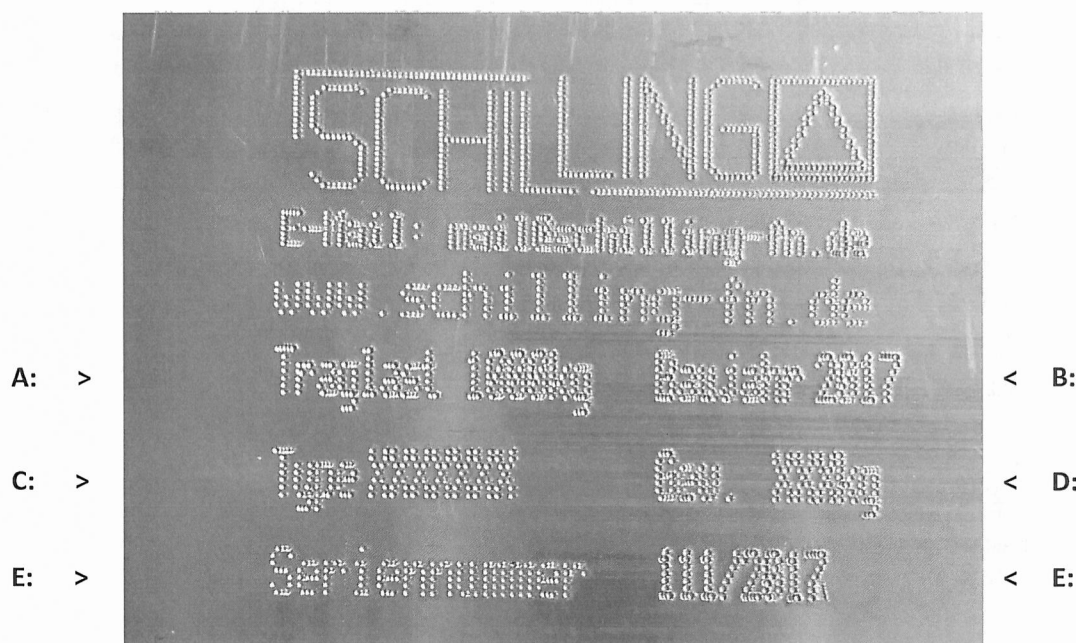 SCHILLING
E-Mail: mail@schilling-fn.de
www.schilling-fn.de
A: > Traglast 1000kg Baujahr 2017 < B:
C: > Type XXXXXXX Gew. XXXkg < D:
E: > Seriennummer 111/2017 < E: